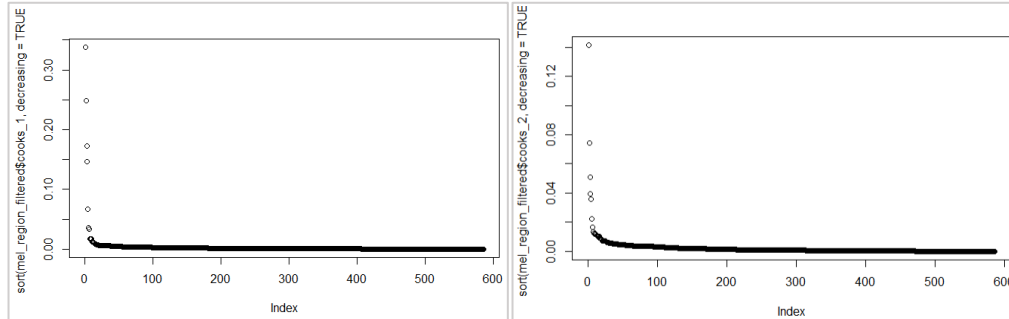 sort(mel_region_filtered$cooks_1, decreasing = TRUE
0.30
0.20
0.10
0.00
0 100 200 300 400 500 600
Index
sort(mel_region_filtered$cooks_2, decreasing = TRUE
0.12
0.08
0.04
0.00
0 100 200 300 400 500 600
Index